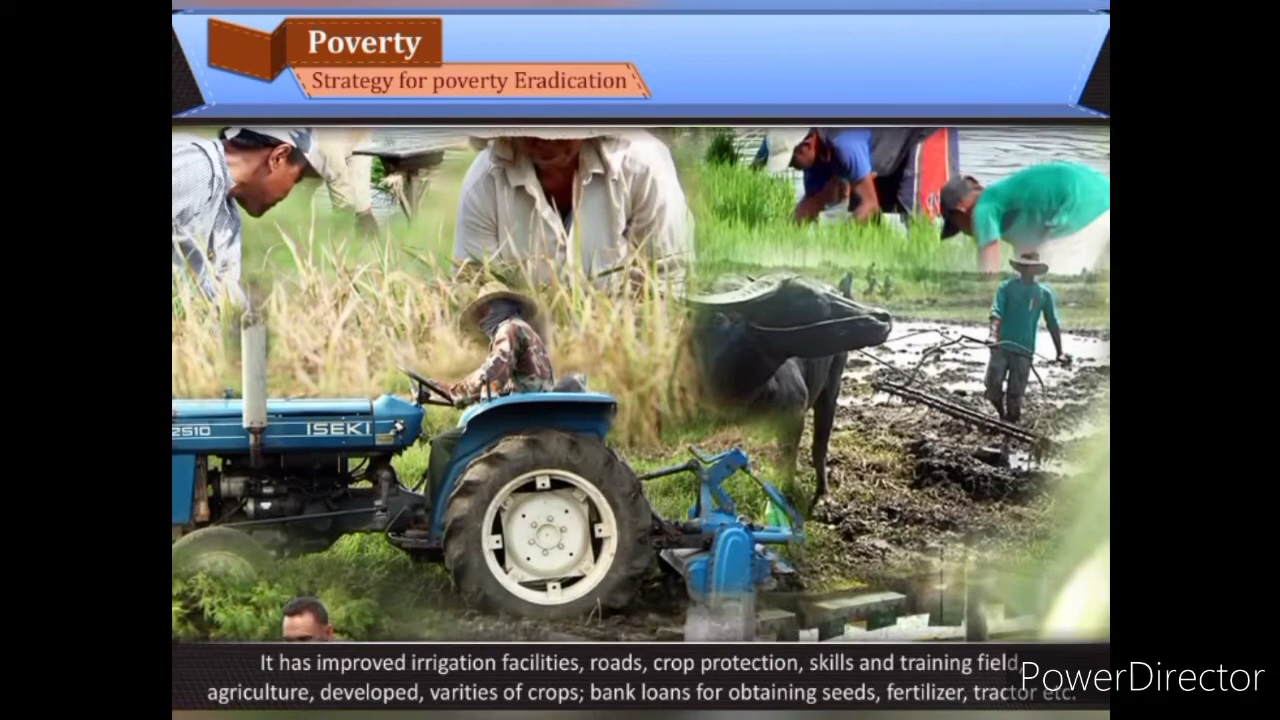 Poverty
Strategy for poverty Eradication
2510 ISEKI
It has improved irrigation facilities, roads, crop protection, skills and training field,
agriculture, developed, varities of crops; bank loans for obtaining seeds, fertilizer, tractor etc.
PowerDirector